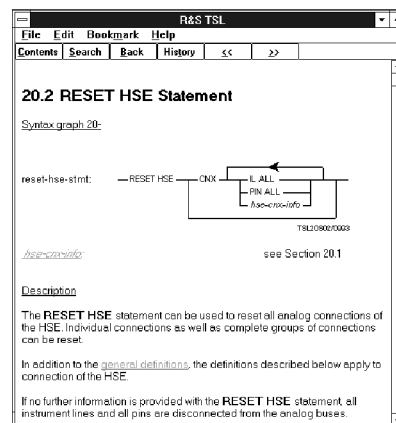 R&S TSL
File Edit Bookmark Help
Contents Search Back History << >>
20.2 RESET HSE Statement
Syntax graph 20-
reset-hse-stmt: RESET HSE CNX IL ALL
PIN ALL
hse-cnx-info
TSL20802/0993
hse-cnx-info: see Section 20.1
Description
The RESET HSE statement can be used to reset all analog connections of
the HSE. Individual connections as well as complete groups of connections
can be reset.
In addition to the general definitions, the definitions described below apply to
connection of the HSE.
If no further information is provided with the RESET HSE statement, all
instrument lines and all pins are disconnected from the analog buses.